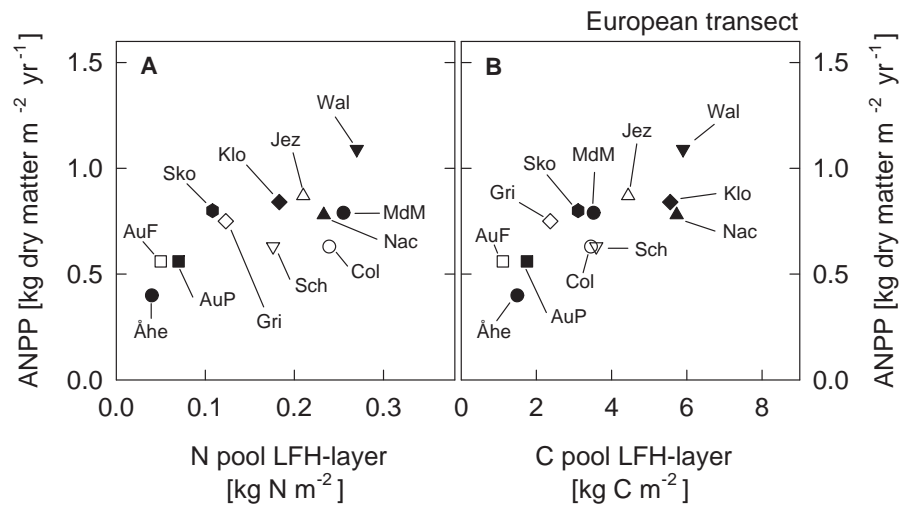 European transect
ANPP [kg dry matter m⁻² yr⁻¹]
1.5
1.0
0.5
0.0
A
Wal
Jez
Klo
Sko
MdM
Nac
AuF
Col
Sch
AuP
Gri
Åhe
0.0 0.1 0.2 0.3
N pool LFH-layer
[kg N m⁻²]
B
Wal
Jez
MdM
Sko
Klo
Gri
Nac
AuF
Sch
Col
AuP
Åhe
0 2 4 6 8
C pool LFH-layer
[kg C m⁻²]
1.5
1.0
0.5
0.0
ANPP [kg dry matter m⁻² yr⁻¹]